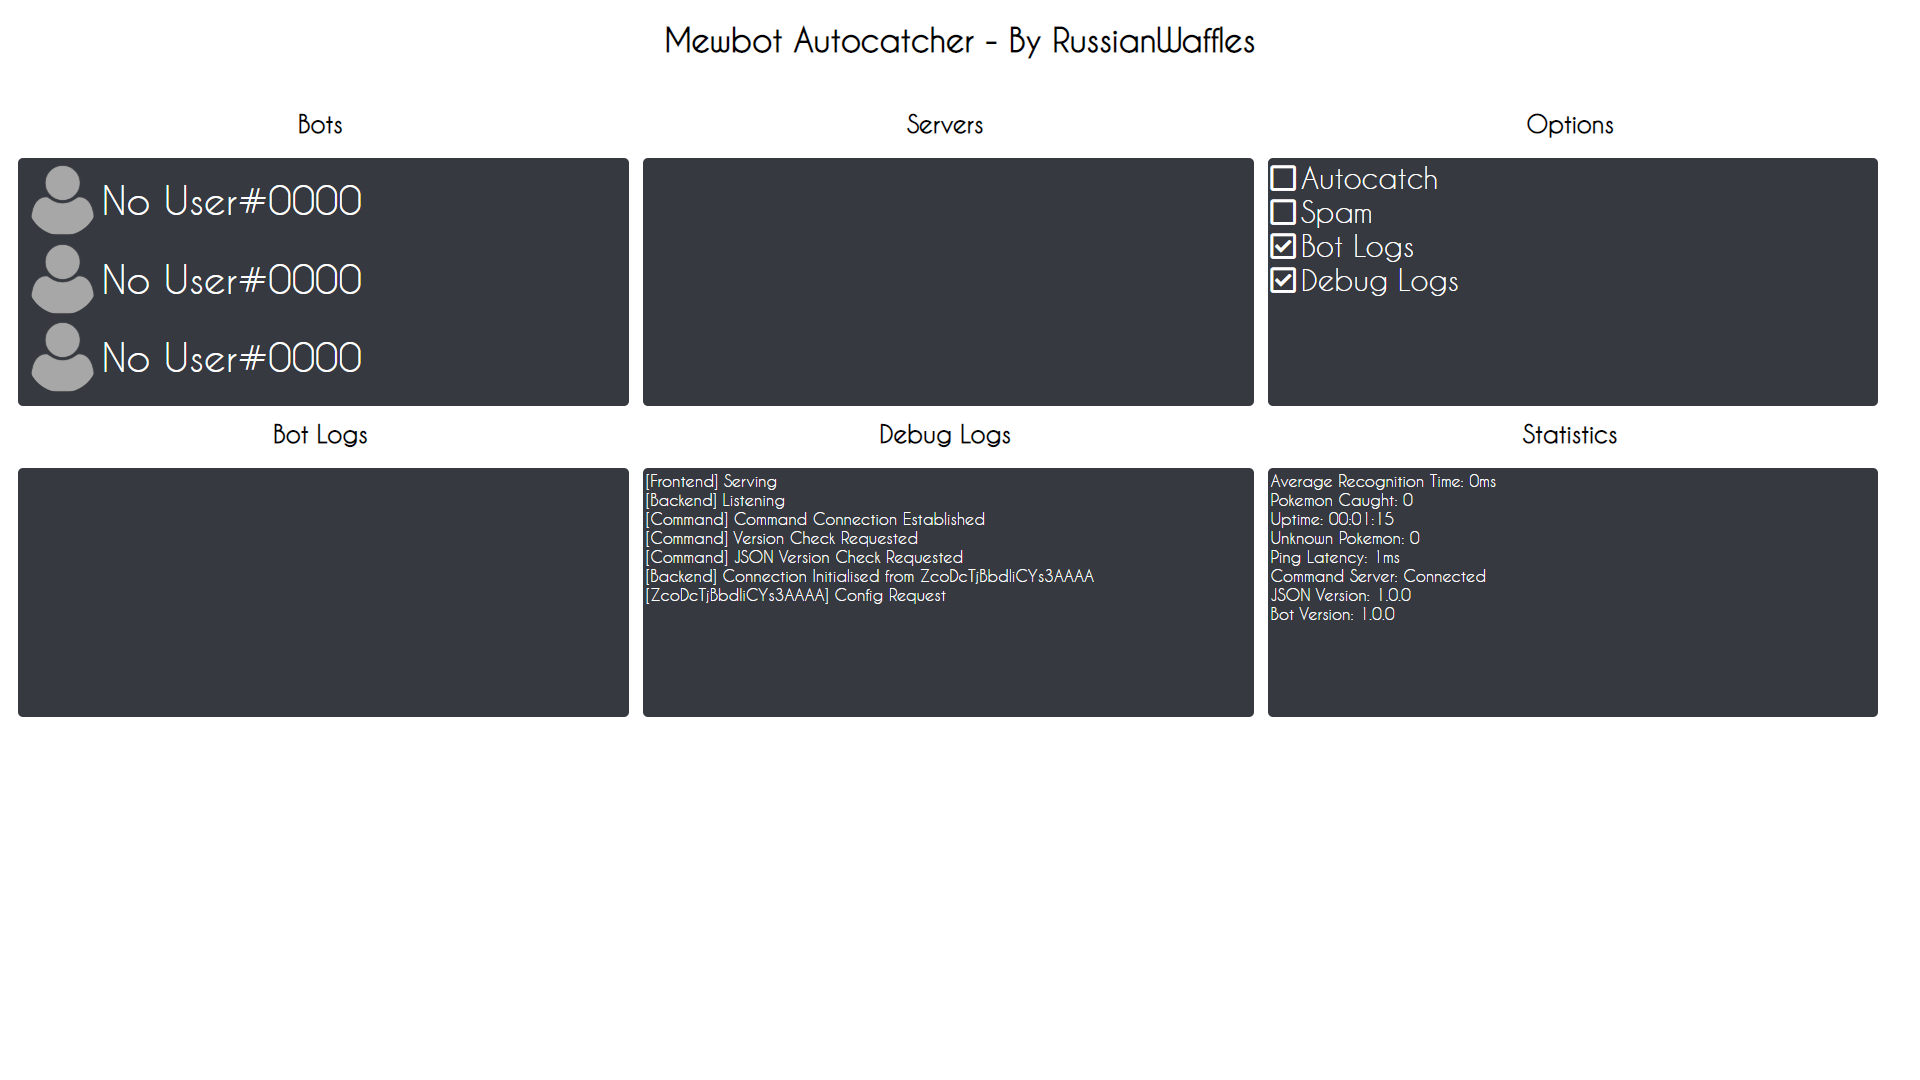 Mewbot Autocatcher - By RussianWaffles
Bots
Servers
Options
No User#0000
No User#0000
No User#0000
Autocatch
Spam
Bot Logs
Debug Logs
Bot Logs
Debug Logs
Statistics
[Frontend] Serving
[Backend] Listening
[Command] Command Connection Established
[Command] Version Check Requested
[Command] JSON Version Check Requested
[Backend] Connection Initialised from ZcoDcTjBbdliCYs3AAAA
[ZcoDcTjBbdliCYs3AAAA] Config Request
Average Recognition Time: 0ms
Pokemon Caught: 0
Uptime: 00:01:15
Unknown Pokemon: 0
Ping Latency: 1ms
Command Server: Connected
JSON Version: 1.0.0
Bot Version: 1.0.0